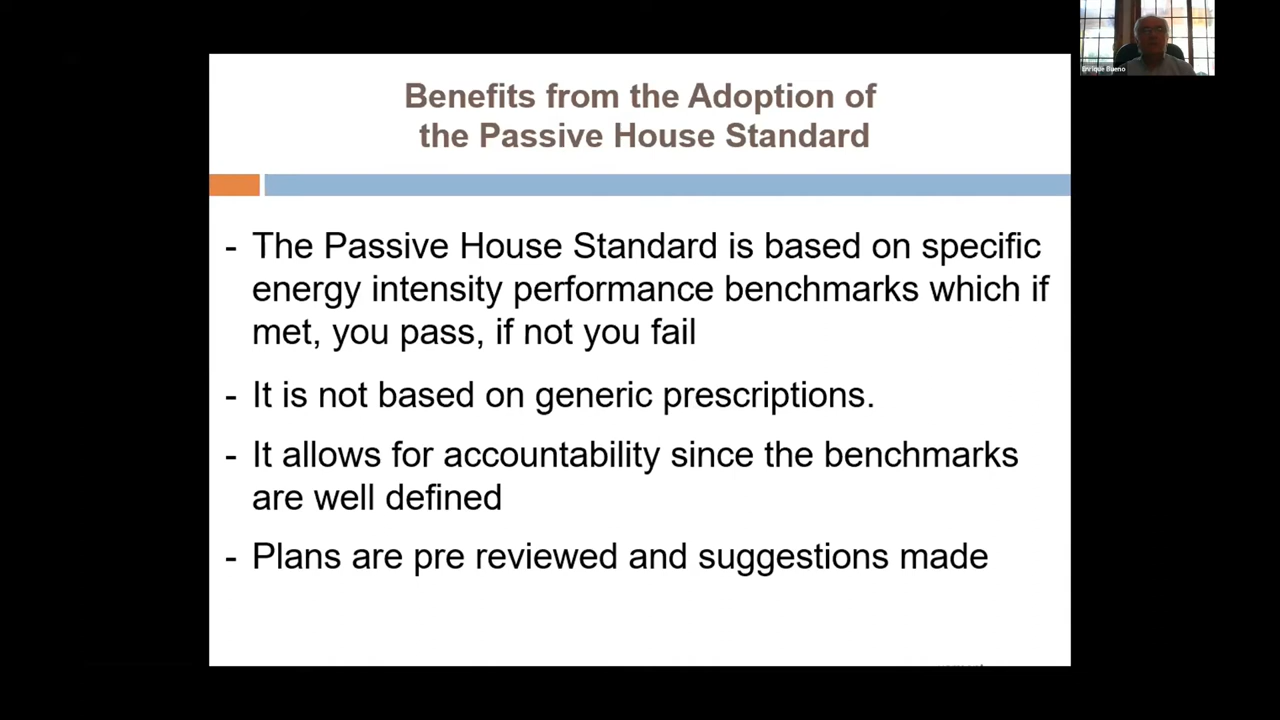 Enrique Bueno
Benefits from the Adoption of
the Passive House Standard
- The Passive House Standard is based on specific
energy intensity performance benchmarks which if
met, you pass, if not you fail
- It is not based on generic prescriptions.
- It allows for accountability since the benchmarks
are well defined
- Plans are pre reviewed and suggestions made